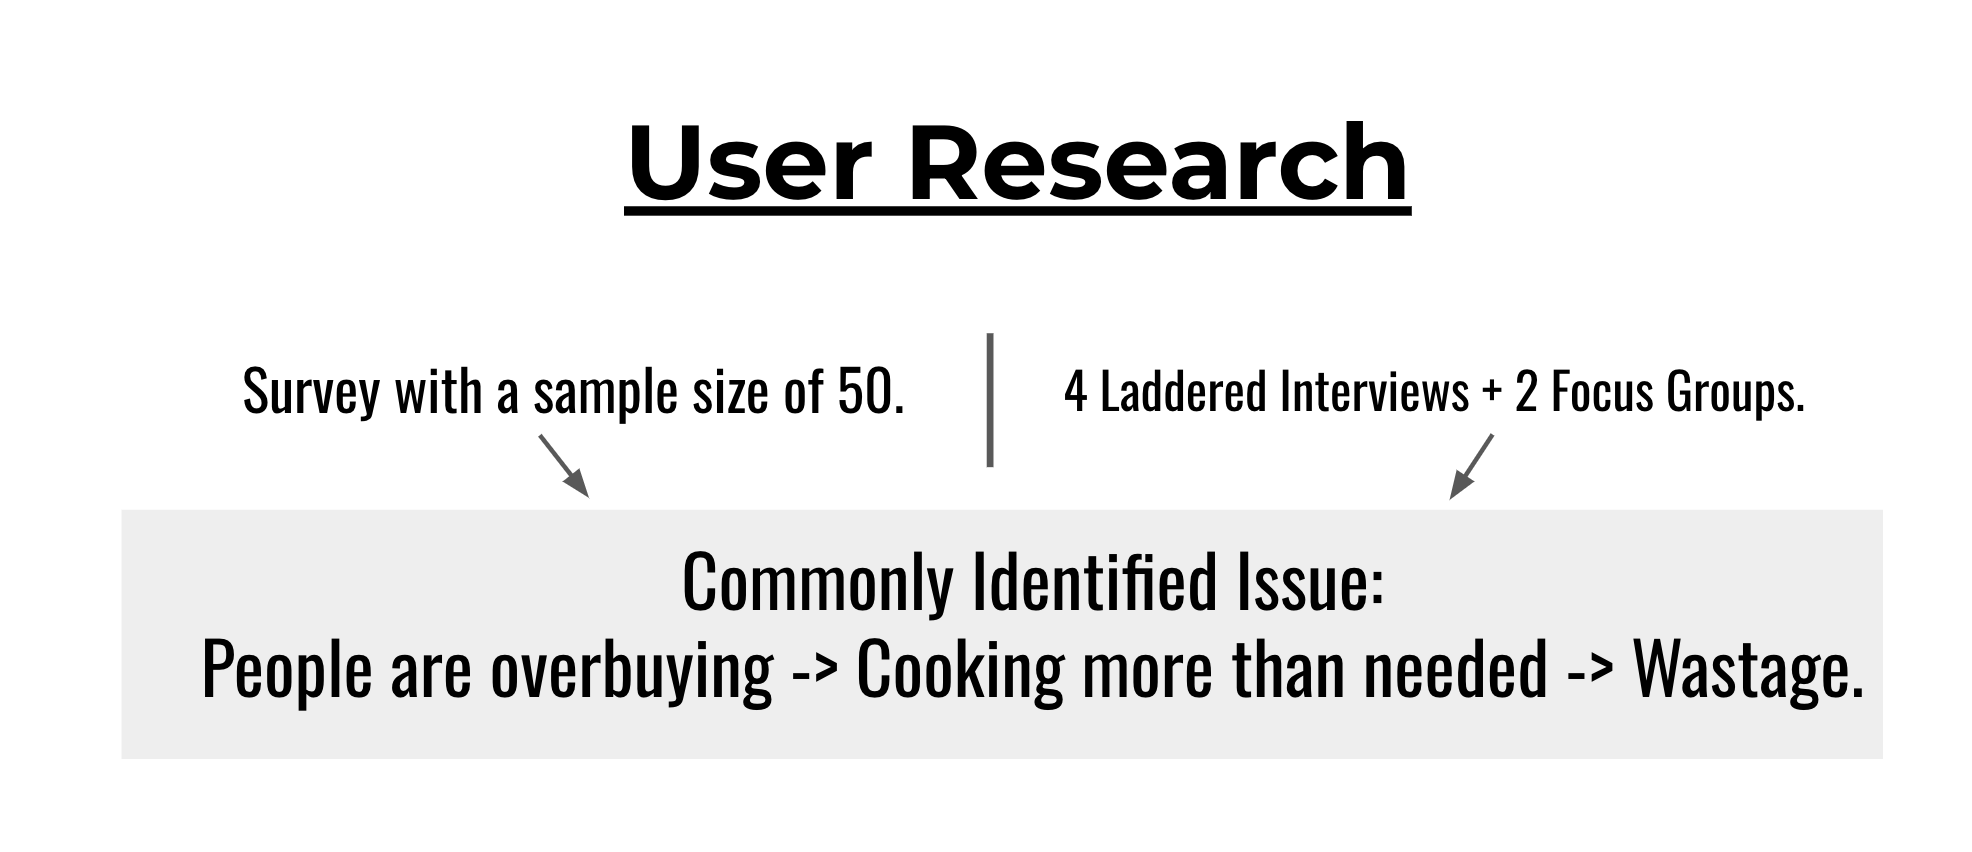 User Research
Survey with a sample size of 50.
4 Laddered Interviews + 2 Focus Groups.
Commonly Identified Issue:
People are overbuying -> Cooking more than needed -> Wastage.